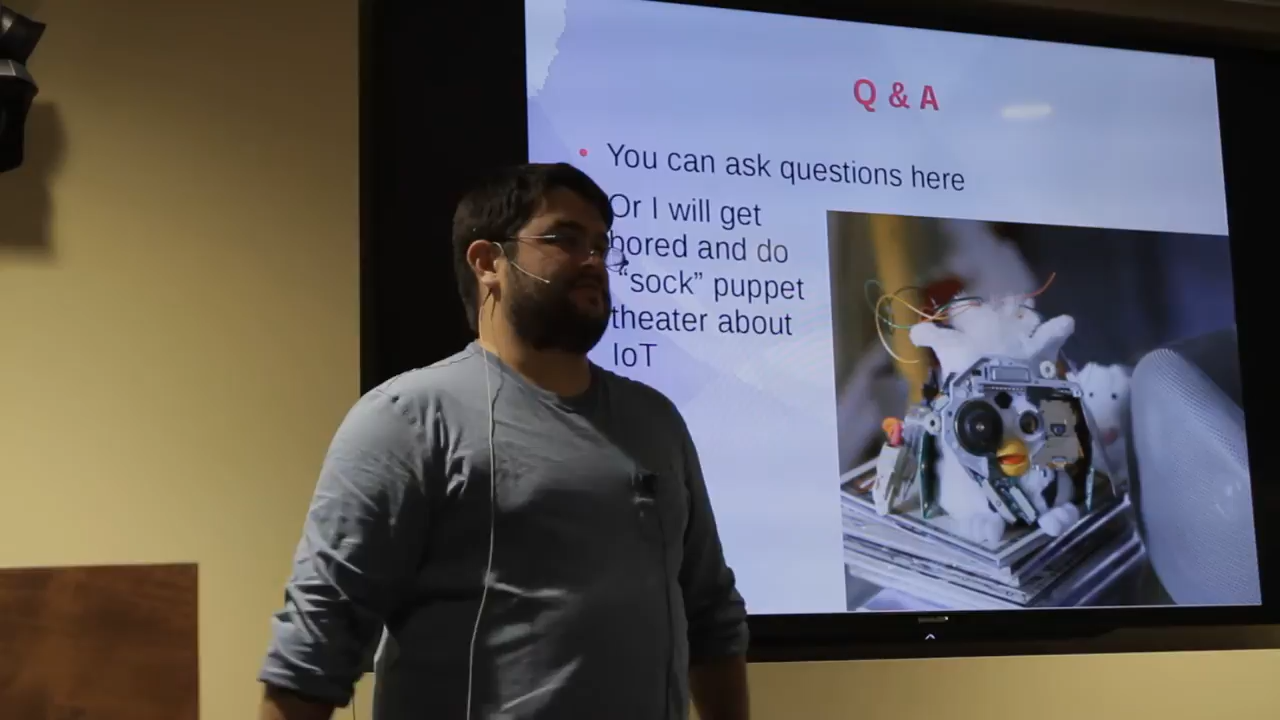 Q & A
You can ask questions here
Or I will get
bored and do
“sock” puppet
theater about
IoT